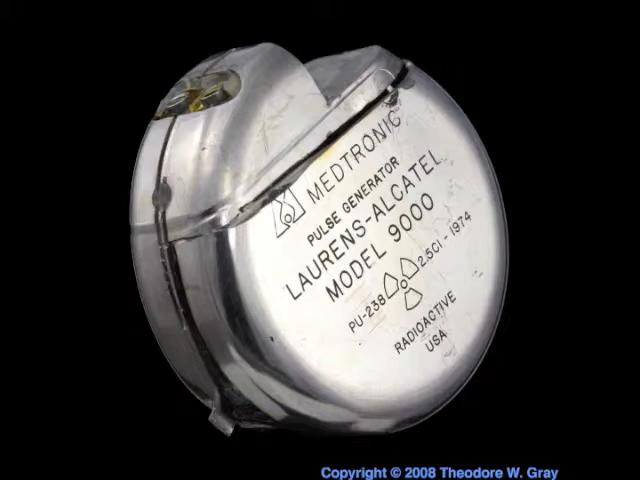 MEDTRONIC
PULSE GENERATOR
LAURENS-ALCATEL
MODEL 9000
PU-238 2.5CI - 1974
RADIOACTIVE
USA
Copyright © 2008 Theodore W. Gray